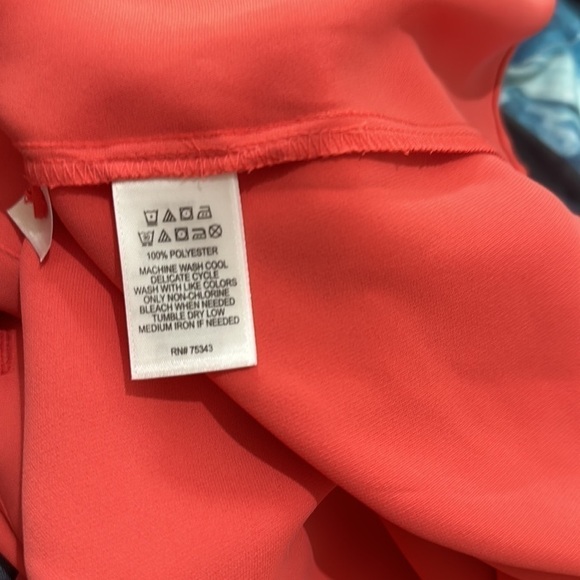 100% POLYESTER
MACHINE WASH COOL
DELICATE CYCLE
WASH WITH LIKE COLORS
ONLY NON-CHLORINE
BLEACH WHEN NEEDED
TUMBLE DRY LOW
MEDIUM IRON IF NEEDED
RN# 75343